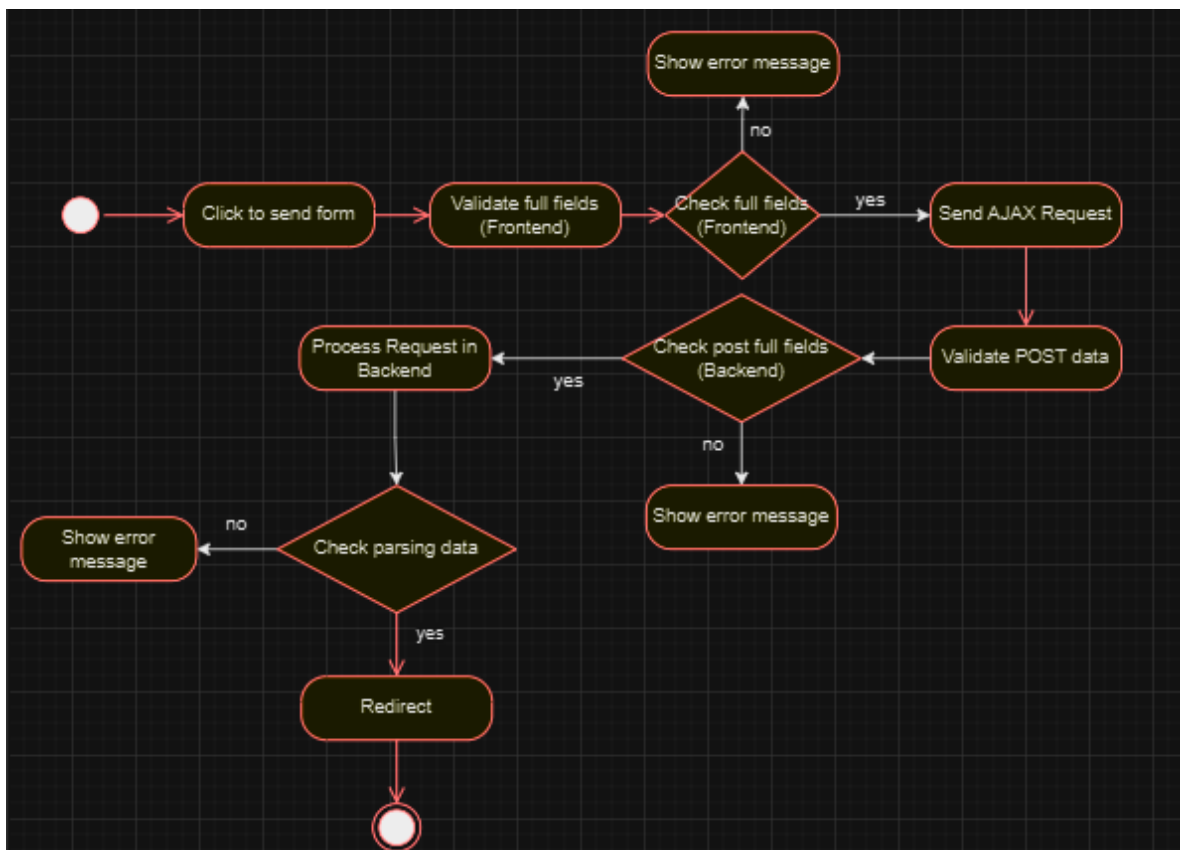 Show error message
no
Click to send form
Validate full fields
(Frontend)
Check full fields
(Frontend)
yes
Send AJAX Request
Process Request in
Backend
yes
Check post full fields
(Backend)
Validate POST data
no
Show error message
Show error
message
no
Check parsing data
yes
Redirect